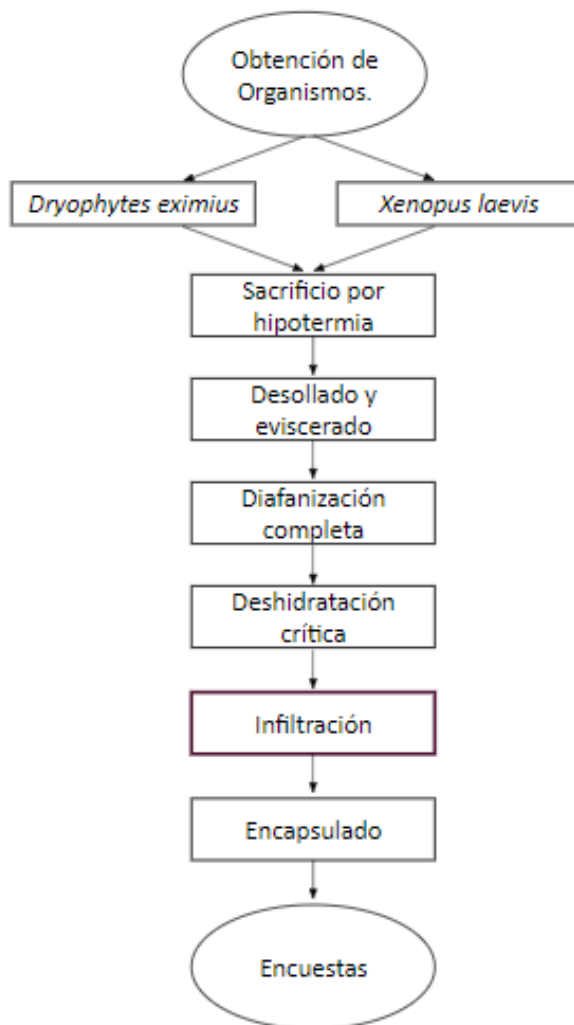 Obtención de
Organismos.
Dryophytes eximius
Xenopus laevis
Sacrificio por
hipotermia
Desollado y
eviscerado
Diafanización
completa
Deshidratación
crítica
Infiltración
Encapsulado
Encuestas